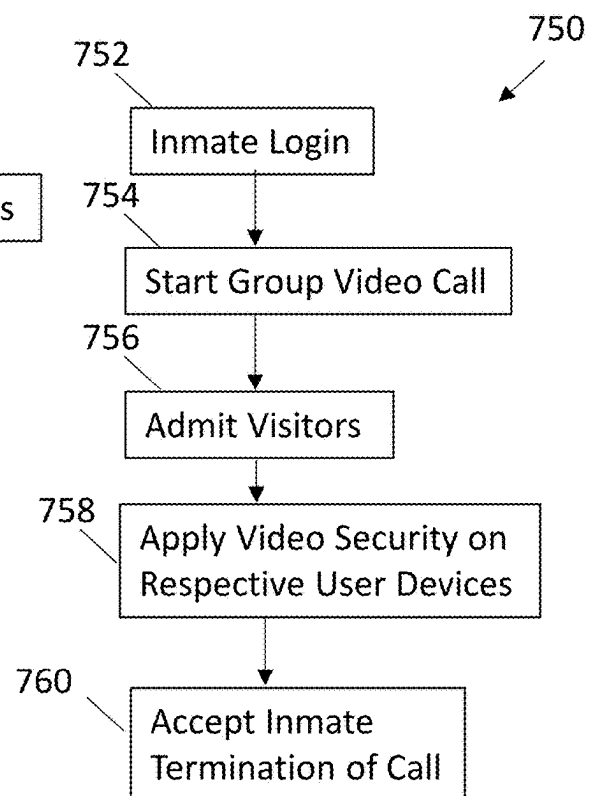 750
752
Inmate Login
s
754
Start Group Video Call
756
Admit Visitors
758
Apply Video Security on
Respective User Devices
760
Accept Inmate
Termination of Call